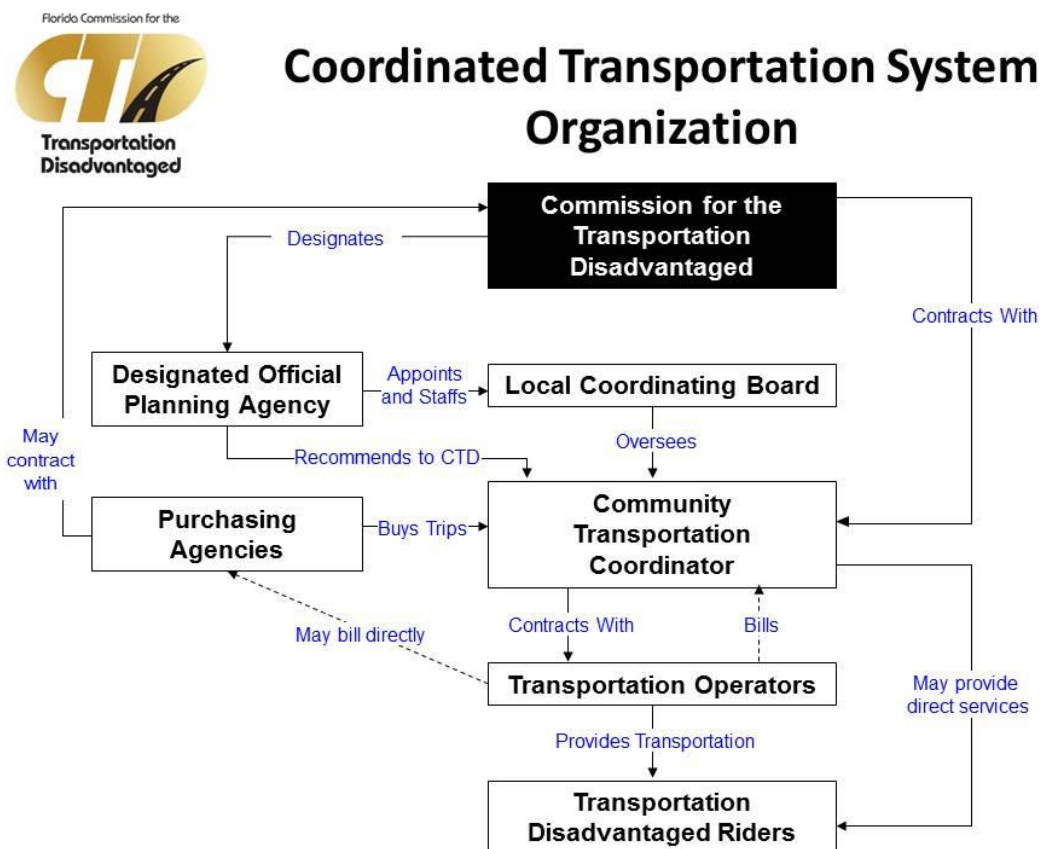 Florida Commission for the
CTD
Transportation
Disadvantaged
Coordinated Transportation System
Organization
Commission for the
Transportation
Disadvantaged
Designates
Contracts With
Designated Official
Planning Agency
Appoints
and Staffs
Local Coordinating Board
May
contract
with
Recommends to CTD
Oversees
Purchasing
Agencies
Buys Trips
Community
Transportation
Coordinator
May bill directly
Contracts With
Bills
Transportation Operators
May provide
direct services
Provides Transportation
Transportation
Disadvantaged Riders